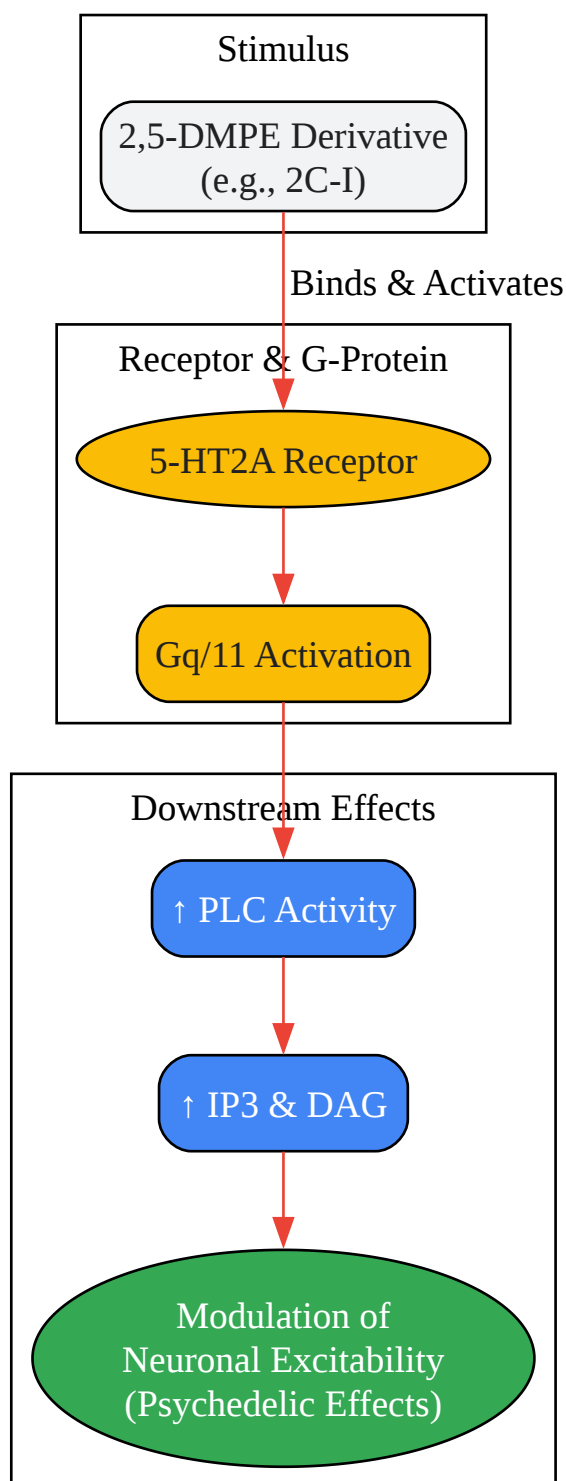 Stimulus
2,5-DMPE Derivative
(e.g., 2C-I)
Binds & Activates
Receptor & G-Protein
5-HT2A Receptor
Gq/11 Activation
Downstream Effects
↑ PLC Activity
↑ IP3 & DAG
Modulation of
Neuronal Excitability
(Psychedelic Effects)